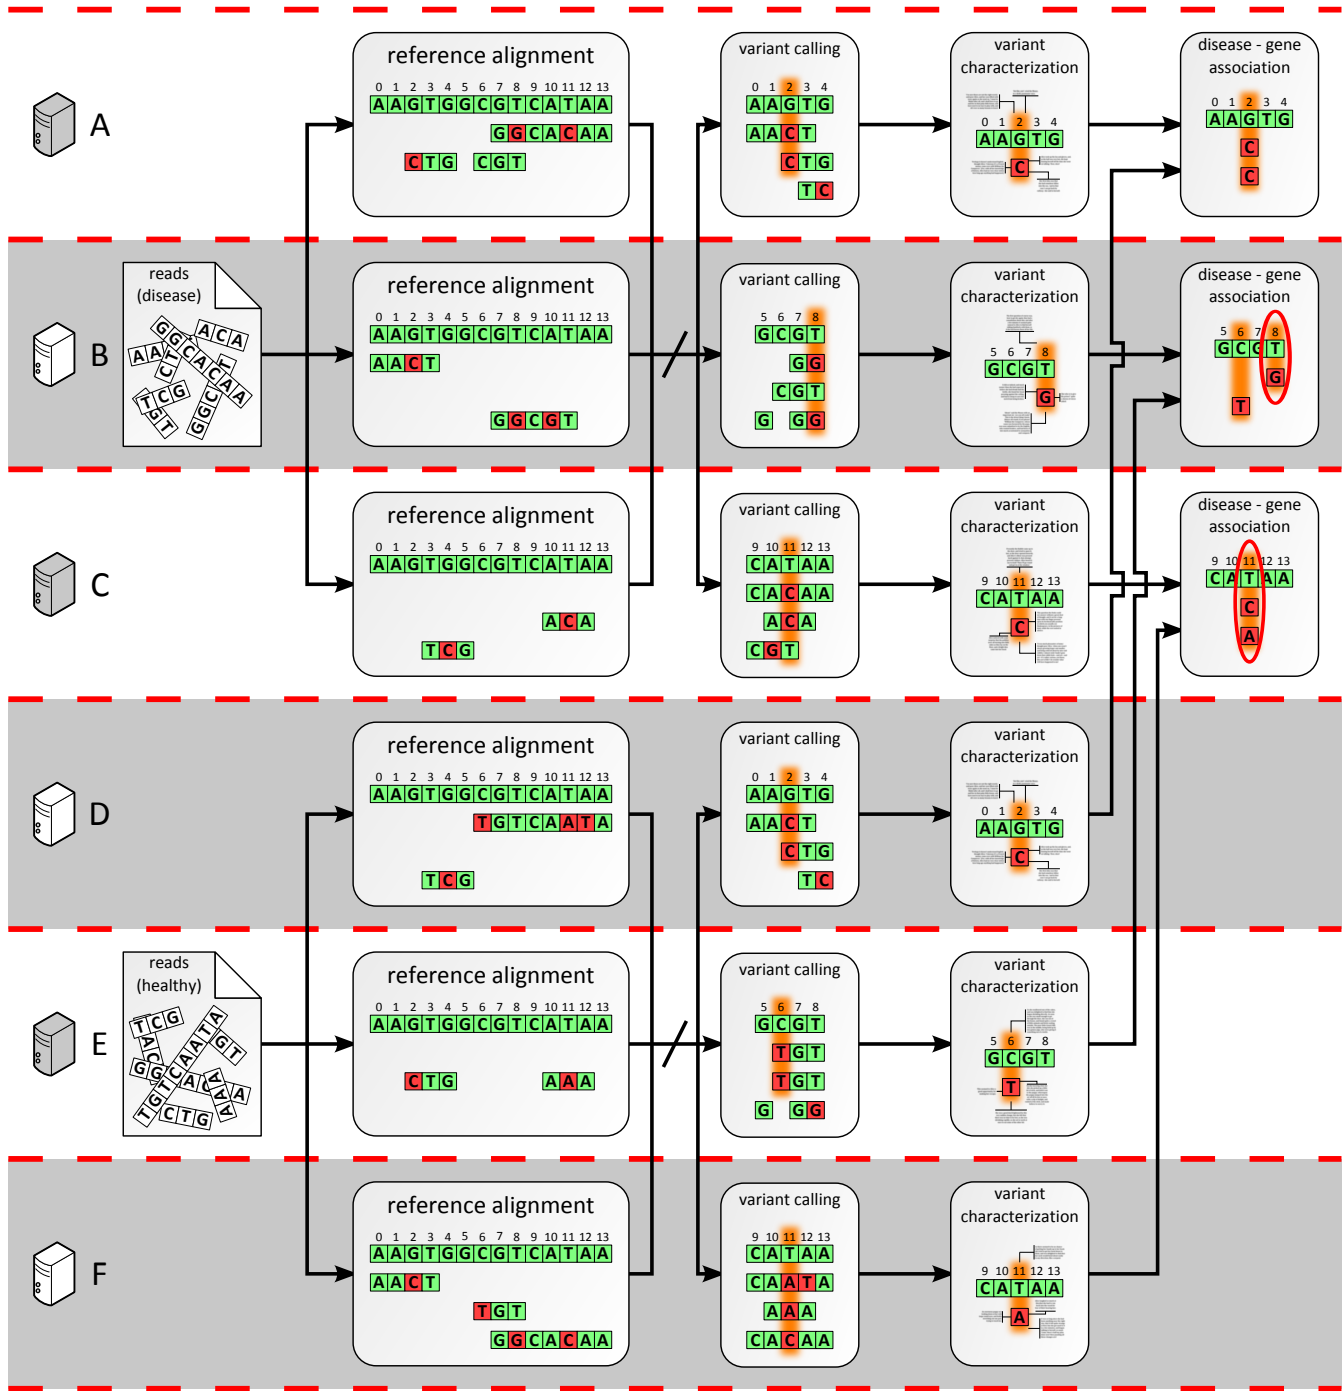 A
reference alignment
0 1 2 3 4 5 6 7 8 9 10 11 12 13
AAGTGGCGTCATAA
GGCACAA
CTG CGT
variant calling
0 1 2 3 4
AAGTG
AACT
CTG
TC
variant
characterization
0 1 2 3 4
AAGTG
C
disease - gene
association
0 1 2 3 4
AAGTG
C
C
B
reads
(disease)
ACA
GGCACAA
TCG
reference alignment
0 1 2 3 4 5 6 7 8 9 10 11 12 13
AAGTGGCGTCATAA
AACT
GGCGT
variant calling
5 6 7 8
GCGT
GG
CGT
G GG
variant
characterization
5 6 7 8
GCGT
G
disease - gene
association
5 6 7 8
GCGT
G
T
C
reference alignment
0 1 2 3 4 5 6 7 8 9 10 11 12 13
AAGTGGCGTCATAA
ACA
TCG
variant calling
9 10 11 12 13
CATAA
CACAA
ACA
CGT
variant
characterization
9 10 11 12 13
CATAA
C
disease - gene
association
9 10 11 12 13
CATAA
C
A
D
reference alignment
0 1 2 3 4 5 6 7 8 9 10 11 12 13
AAGTGGCGTCATAA
TGTCAATA
TCG
variant calling
0 1 2 3 4
AAGTG
AACT
CTG
TC
variant
characterization
0 1 2 3 4
AAGTG
C
E
reads
(healthy)
TCG
TGTCAATA
CTG
AAA
reference alignment
0 1 2 3 4 5 6 7 8 9 10 11 12 13
AAGTGGCGTCATAA
CTG AAA
variant calling
5 6 7 8
GCGT
TGT
TGT
G GG
variant
characterization
5 6 7 8
GCGT
T
F
reference alignment
0 1 2 3 4 5 6 7 8 9 10 11 12 13
AAGTGGCGTCATAA
AACT
TGT
GGCACAA
variant calling
9 10 11 12 13
CATAA
CAATA
AAA
CACAA
variant
characterization
9 10 11 12 13
CATAA
A